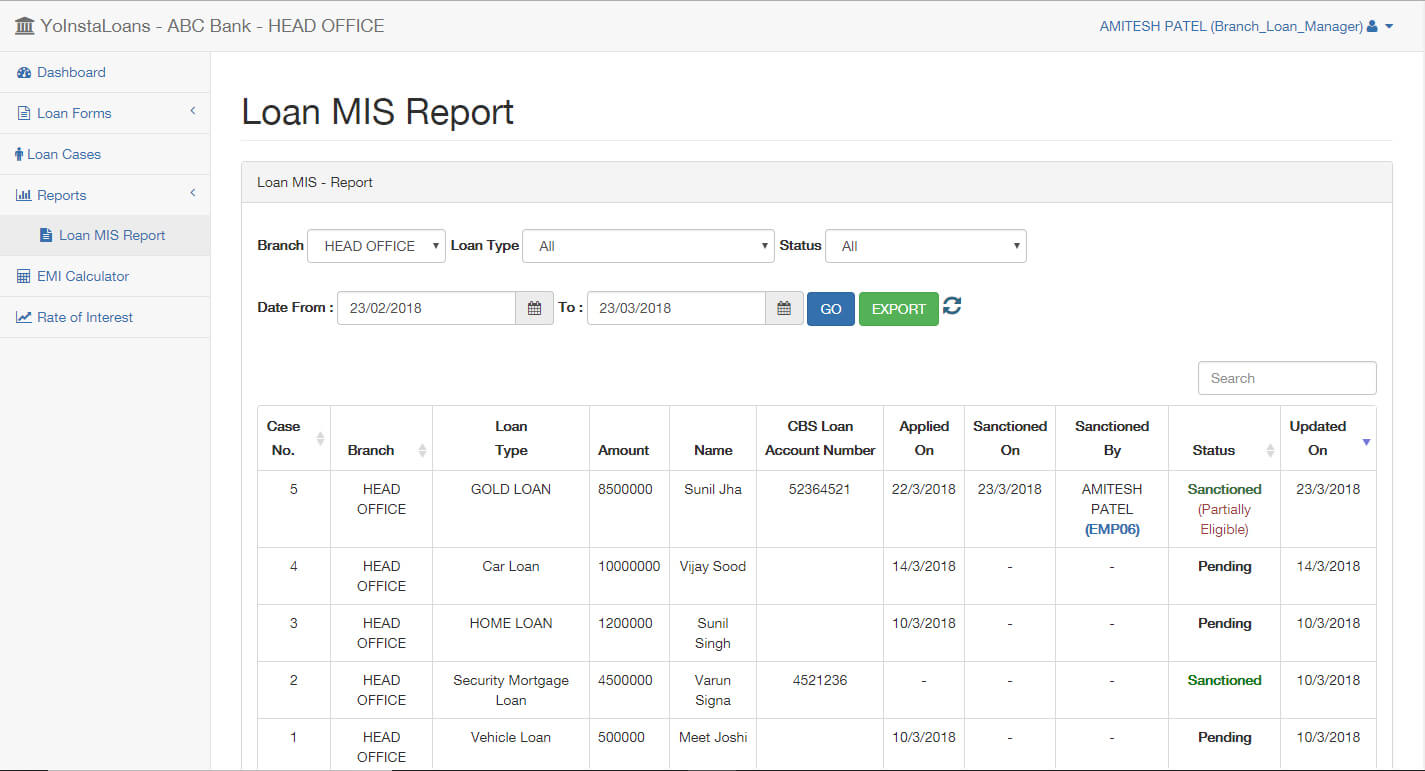 YoInstaLoans - ABC Bank - HEAD OFFICE
AMITESH PATEL (Branch_Loan_Manager)
Dashboard
Loan Forms
Loan Cases
Reports
Loan MIS Report
EMI Calculator
Rate of Interest
Loan MIS Report
Loan MIS - Report
Branch HEAD OFFICE Loan Type All Status All
Date From : 23/02/2018 To : 23/03/2018 GO EXPORT
Search
Case No. Branch Loan Type Amount Name CBS Loan Account Number Applied On Sanctioned On Sanctioned By Status Updated On
5 HEAD OFFICE GOLD LOAN 8500000 Sunil Jha 52364521 22/3/2018 23/3/2018 AMITESH PATEL (EMP06) Sanctioned (Partially Eligible) 23/3/2018
4 HEAD OFFICE Car Loan 10000000 Vijay Sood 14/3/2018 - - Pending 14/3/2018
3 HEAD OFFICE HOME LOAN 1200000 Sunil Singh 10/3/2018 - - Pending 10/3/2018
2 HEAD OFFICE Security Mortgage Loan 4500000 Varun Signa 4521236 - - - Sanctioned 10/3/2018
1 HEAD OFFICE Vehicle Loan 500000 Meet Joshi 10/3/2018 - - Pending 10/3/2018